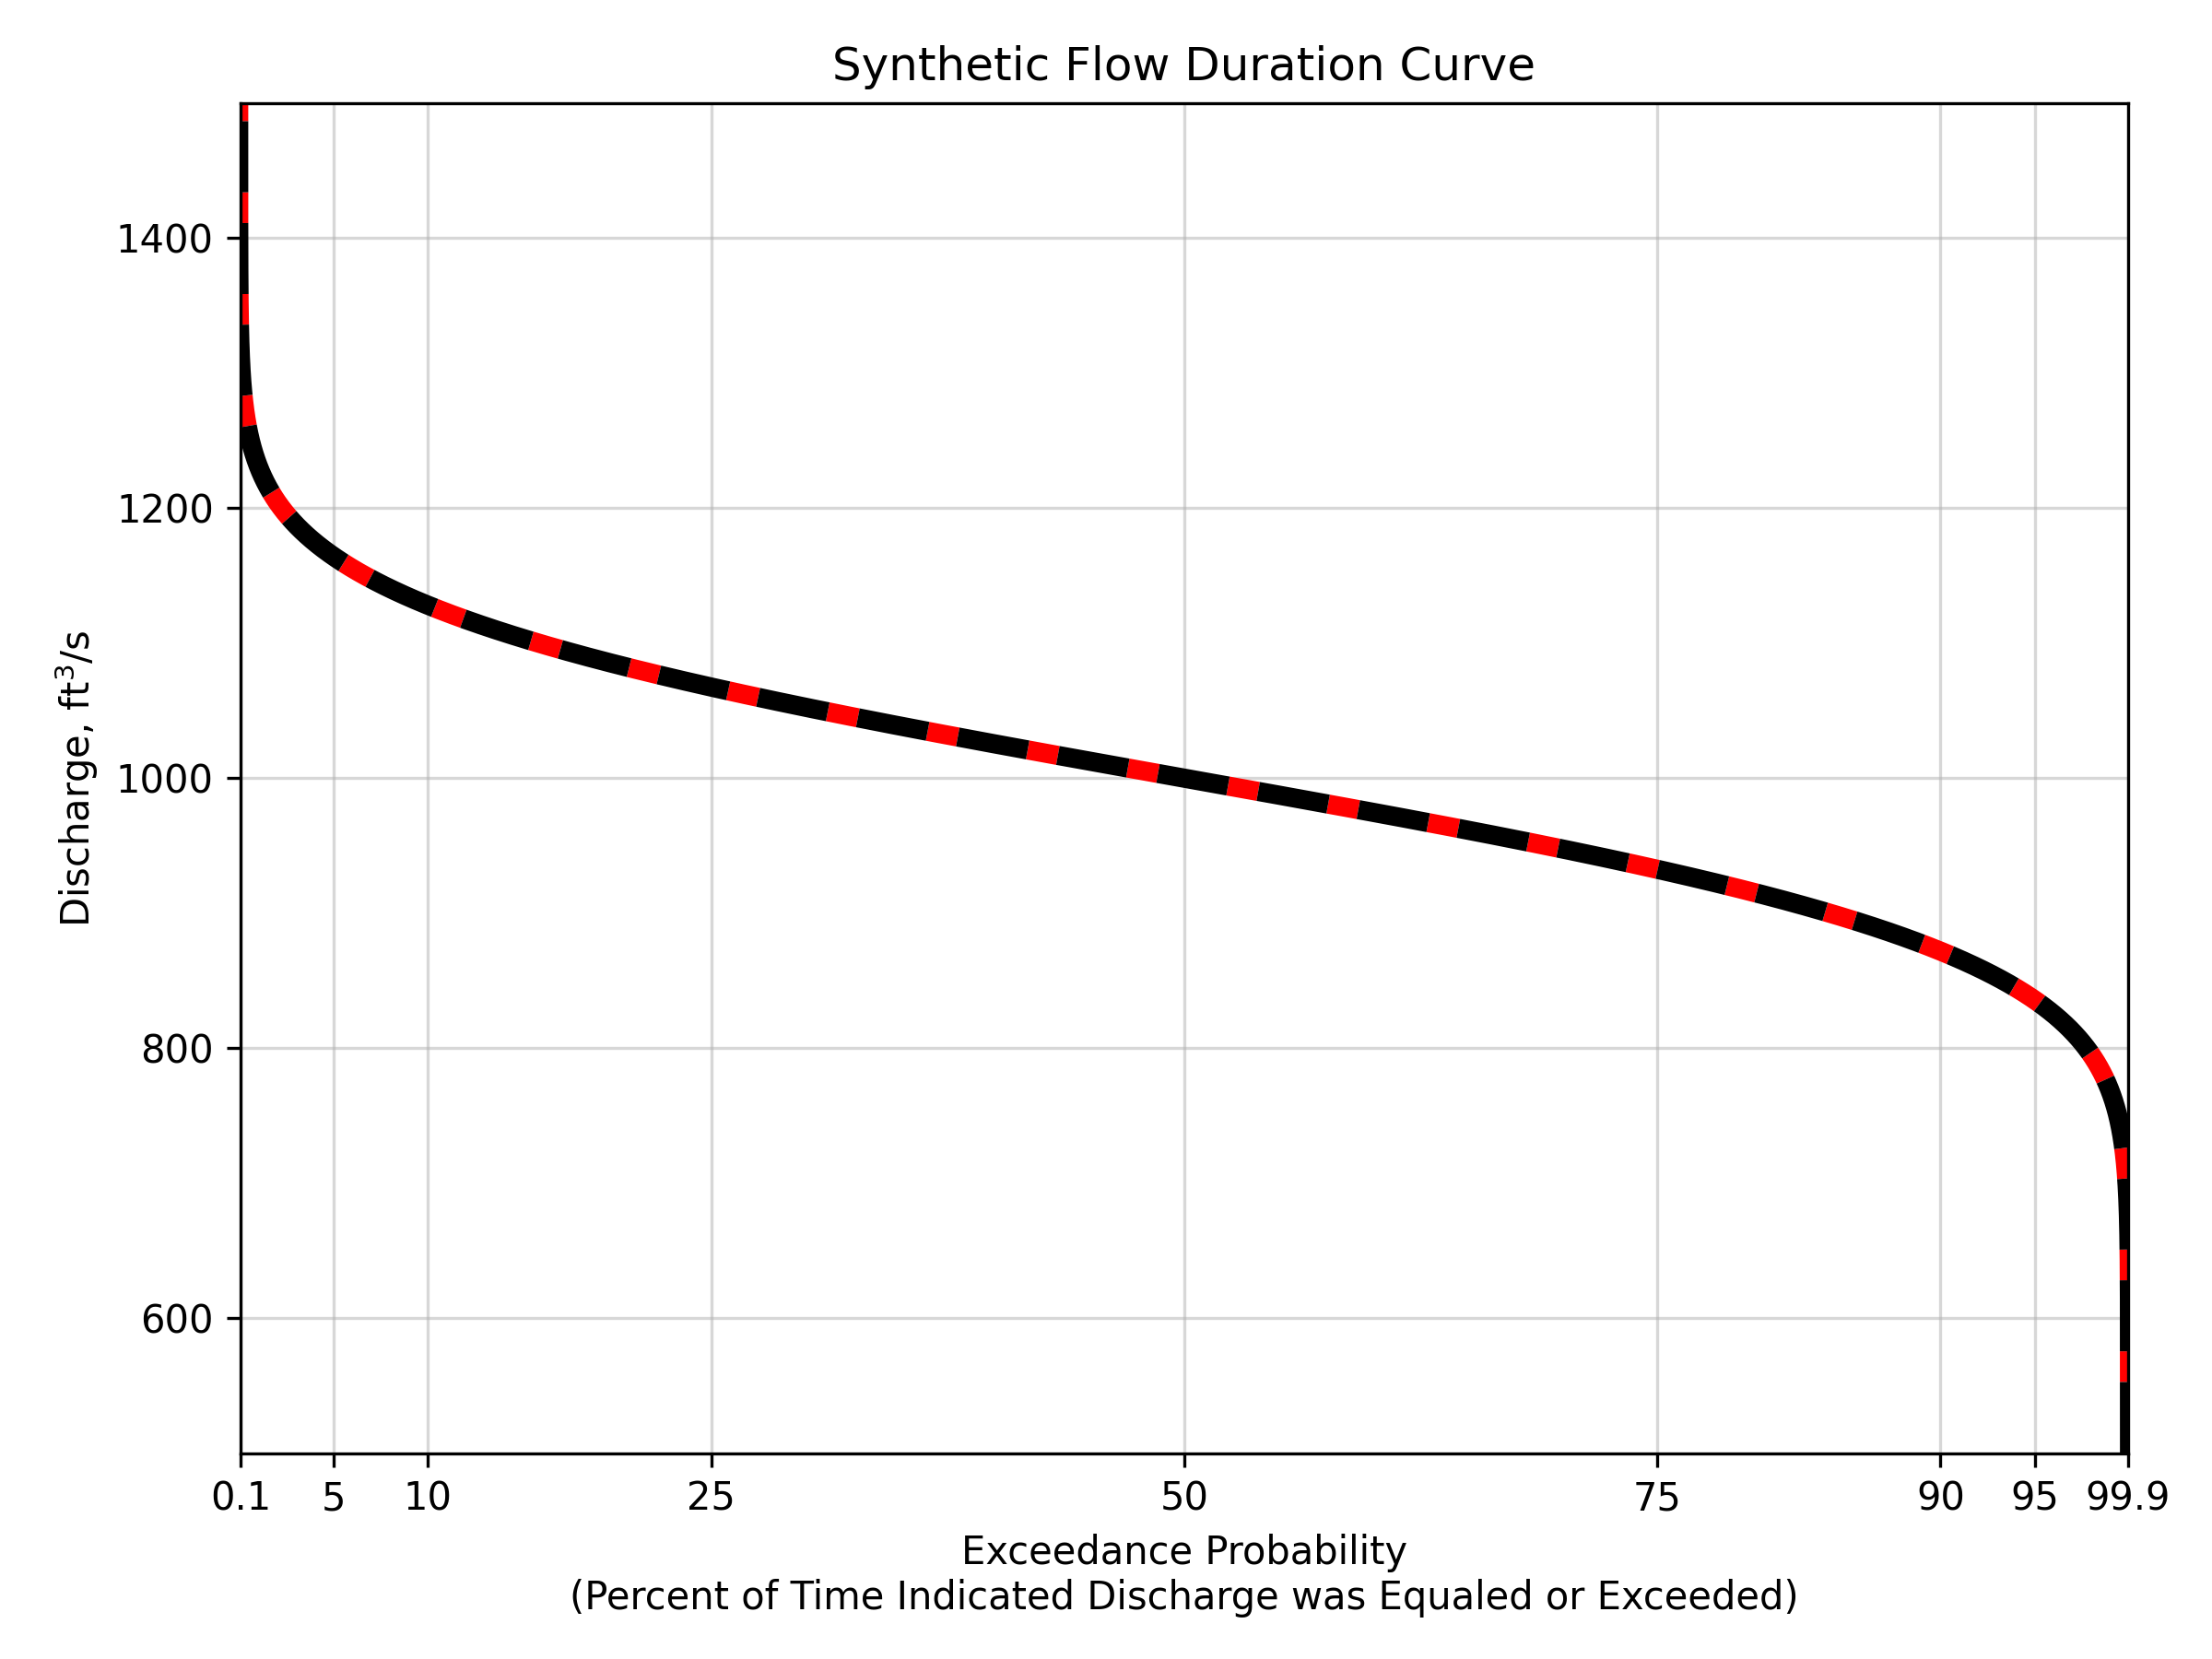 Synthetic Flow Duration Curve
Discharge, ft³/s
1400
1200
1000
800
600
0.1 5 10 25 50 75 90 95 99.9
Exceedance Probability
(Percent of Time Indicated Discharge was Equaled or Exceeded)